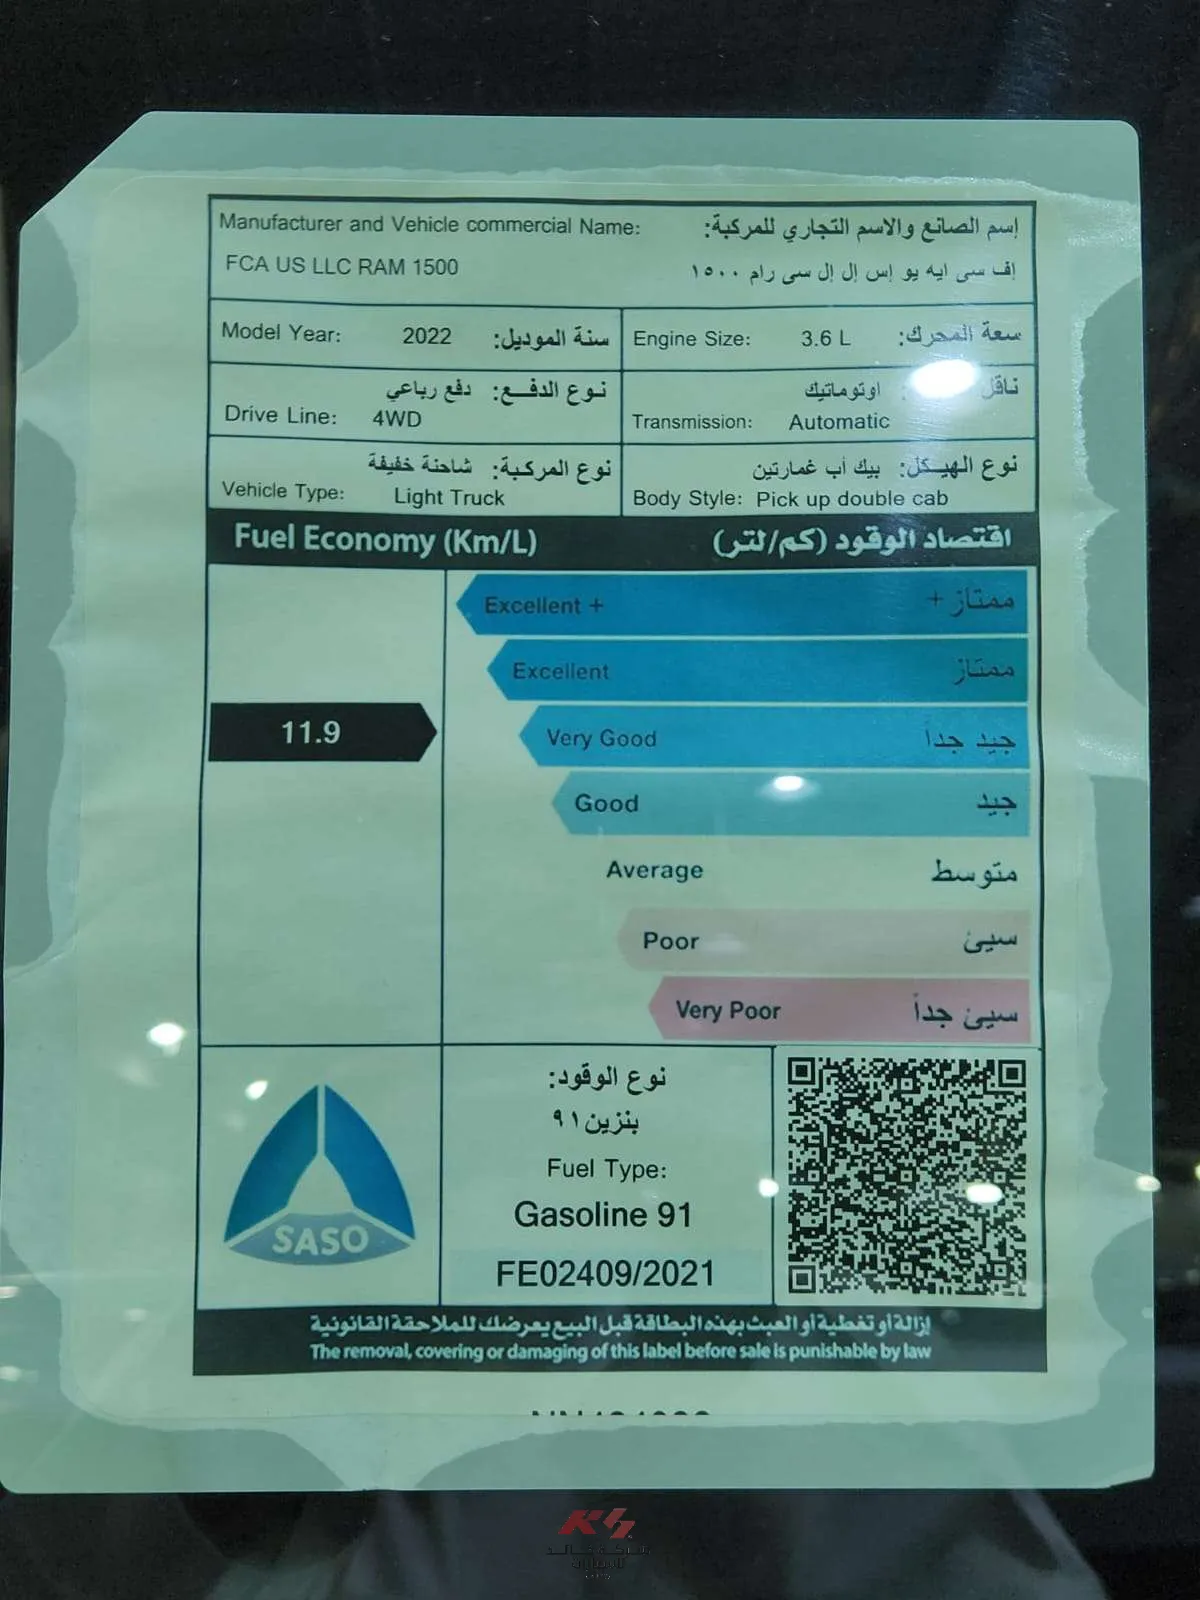 Manufacturer and Vehicle commercial Name: إسم الصانع والاسم التجاري للمركبة:
FCA US LLC RAM 1500 إف سى ايه يو إس إل إل سى رام ١٥٠٠
Model Year: 2022 سنة الموديل:
Engine Size: 3.6 L سعة المحرك:
نوع الدفع: دفع رباعي
Drive Line: 4WD
ناقل اوتوماتيك
Transmission: Automatic
نوع المركبة: شاحنة خفيفة
Vehicle Type: Light Truck
نوع الهيكل: بيك أب غمارتين
Body Style: Pick up double cab
Fuel Economy (Km/L) اقتصاد الوقود (كم/لتر)
Excellent + ممتاز +
Excellent ممتاز
11.9
Very Good جيد جداً
Good جيد
Average متوسط
Poor سيئ
Very Poor سيئ جداً
SASO
نوع الوقود:
بنزين ٩١
Fuel Type:
Gasoline 91
FE02409/2021
إزالة أو تغطية أو العبث بهذه البطاقة قبل البيع يعرضك للملاحقة القانونية
The removal, covering or damaging of this label before sale is punishable by law
KS